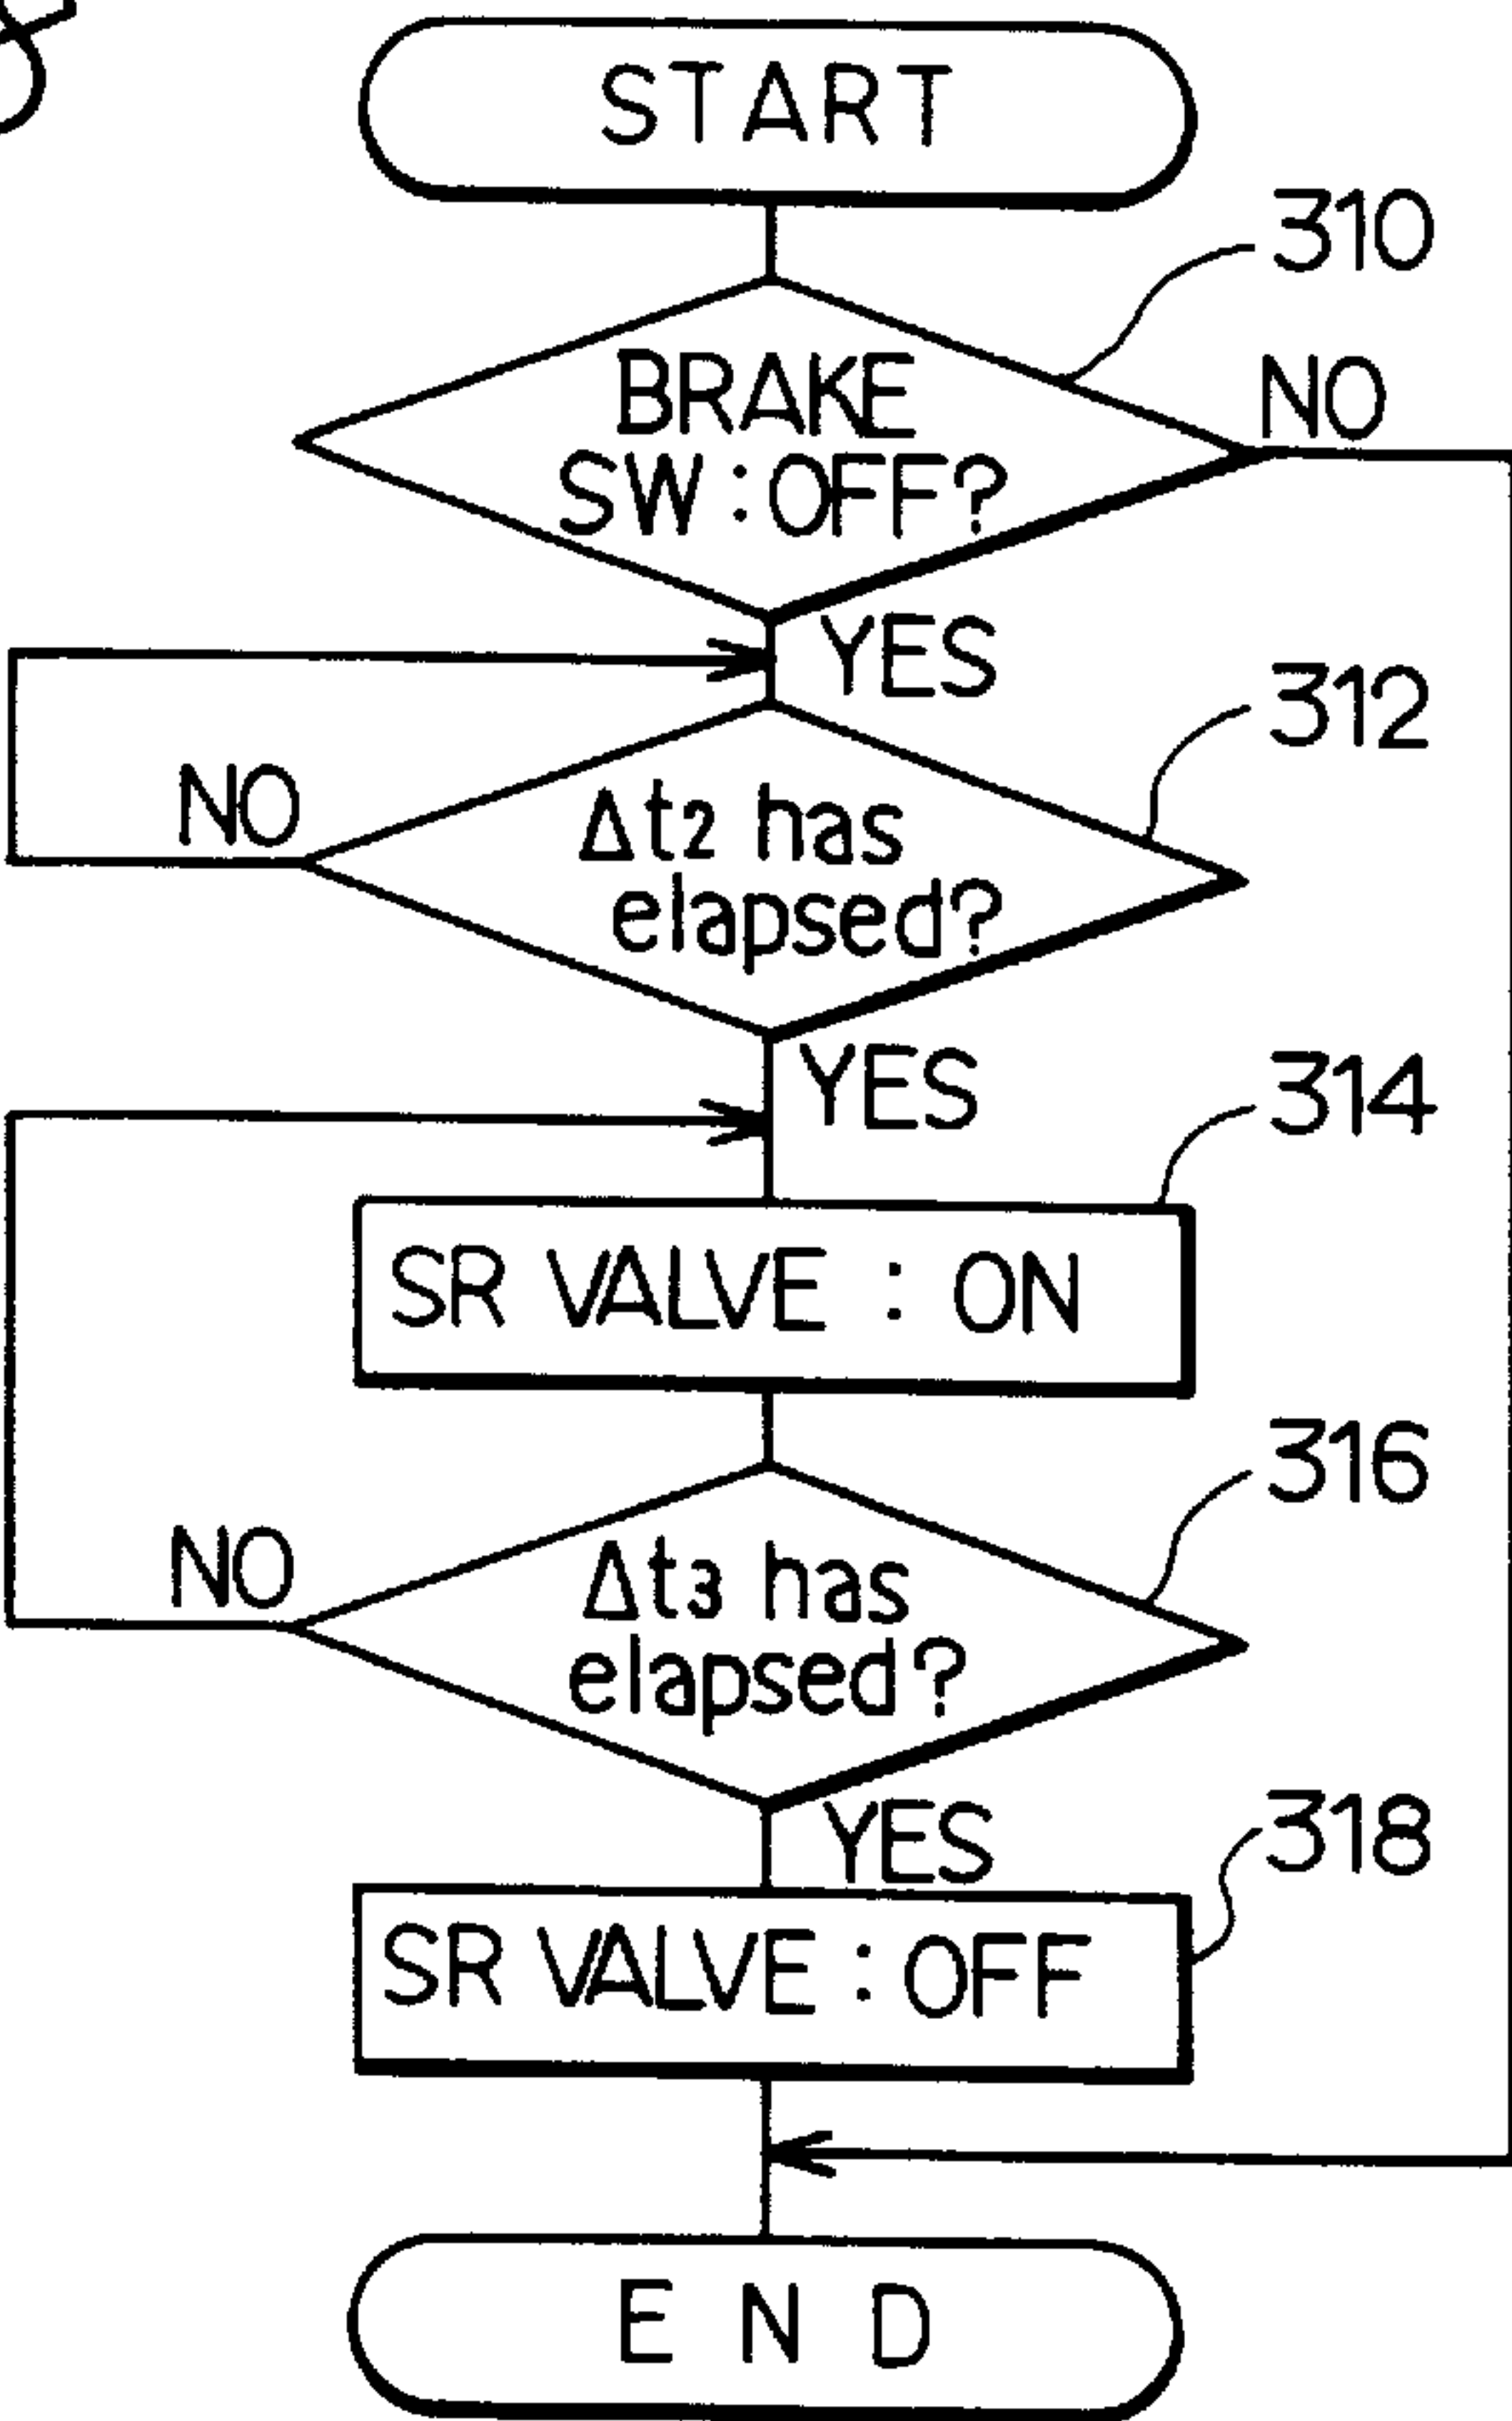 START
310
BRAKE
SW:OFF?
NO
YES
312
Δt2 has
elapsed?
NO
YES
314
SR VALVE : ON
316
Δt3 has
elapsed?
NO
YES
318
SR VALVE : OFF
END